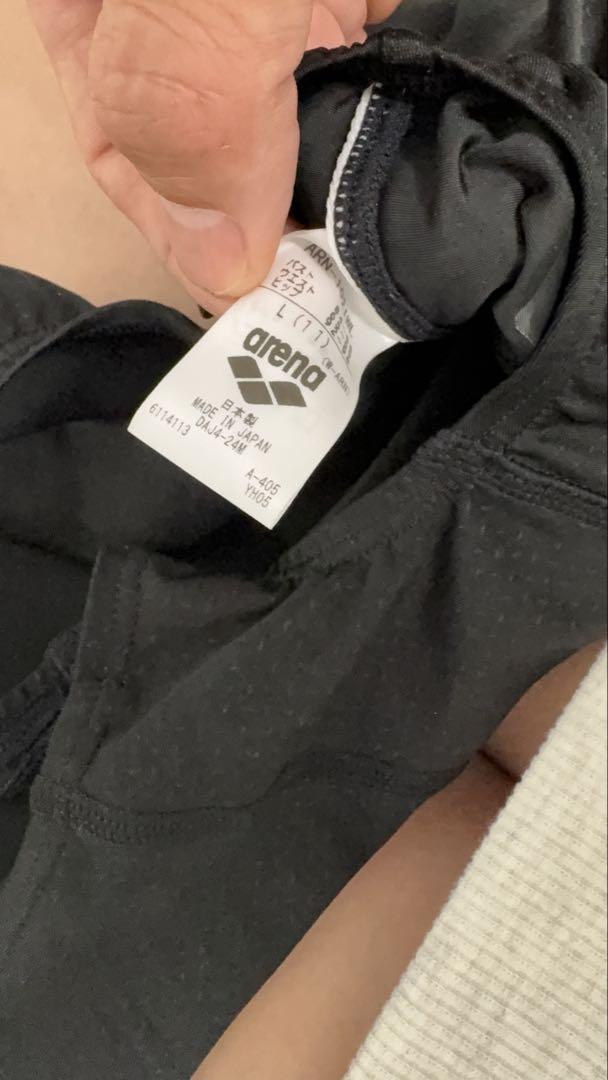 バスト
ウエスト
ヒップ
L (11)
(W-ARN)
arena
日本製
MADE IN JAPAN
6114113 DAJ4-24M
A-405
YH05